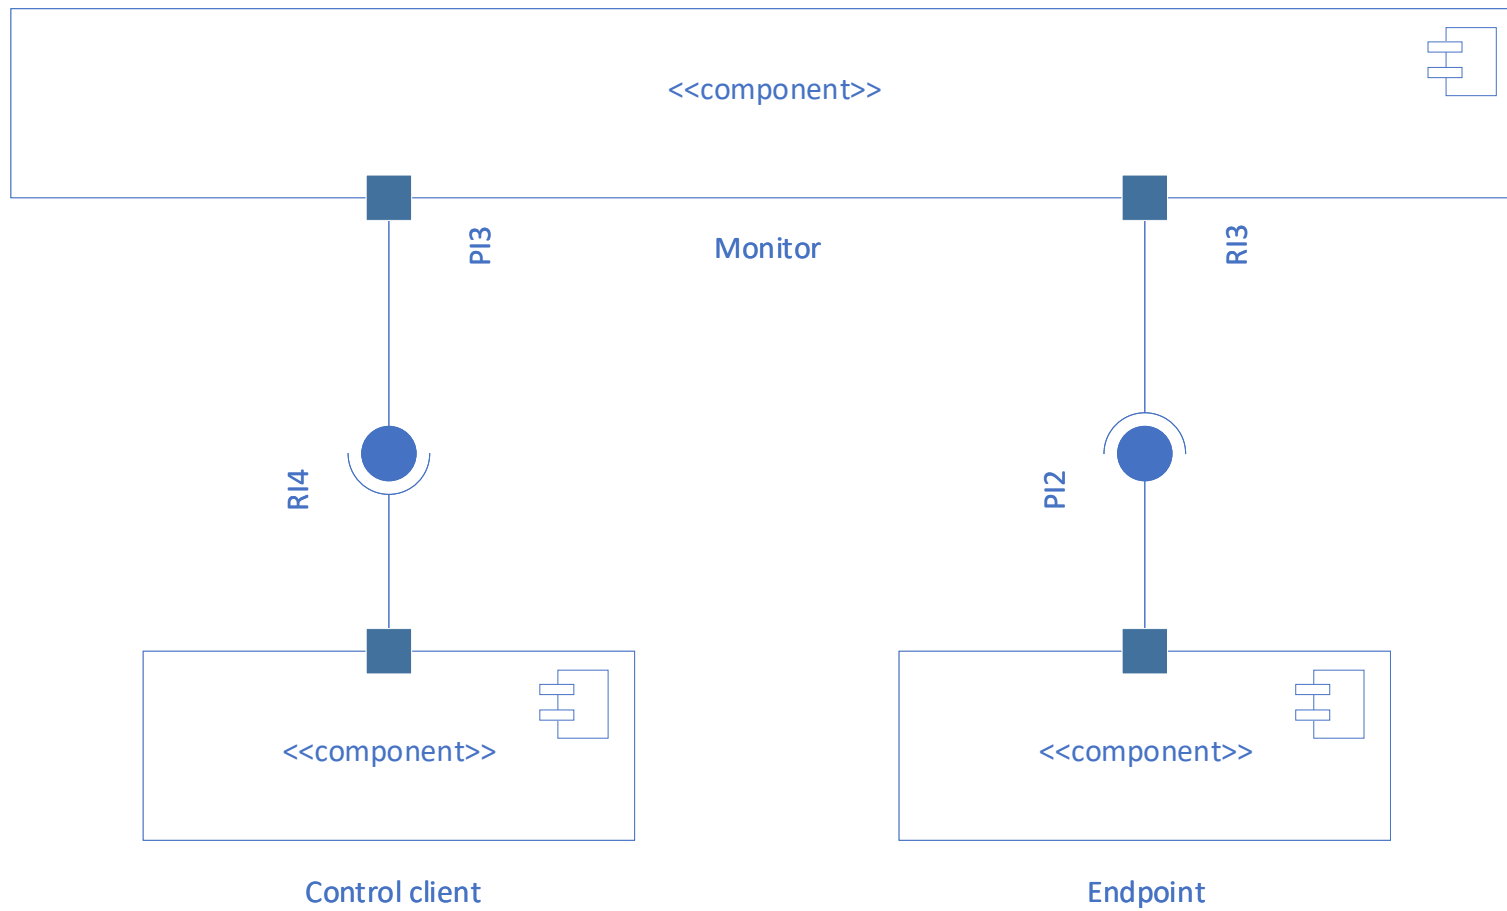 <<component>>
PI3
Monitor
RI3
RI4
PI2
<<component>>
<<component>>
Control client
Endpoint